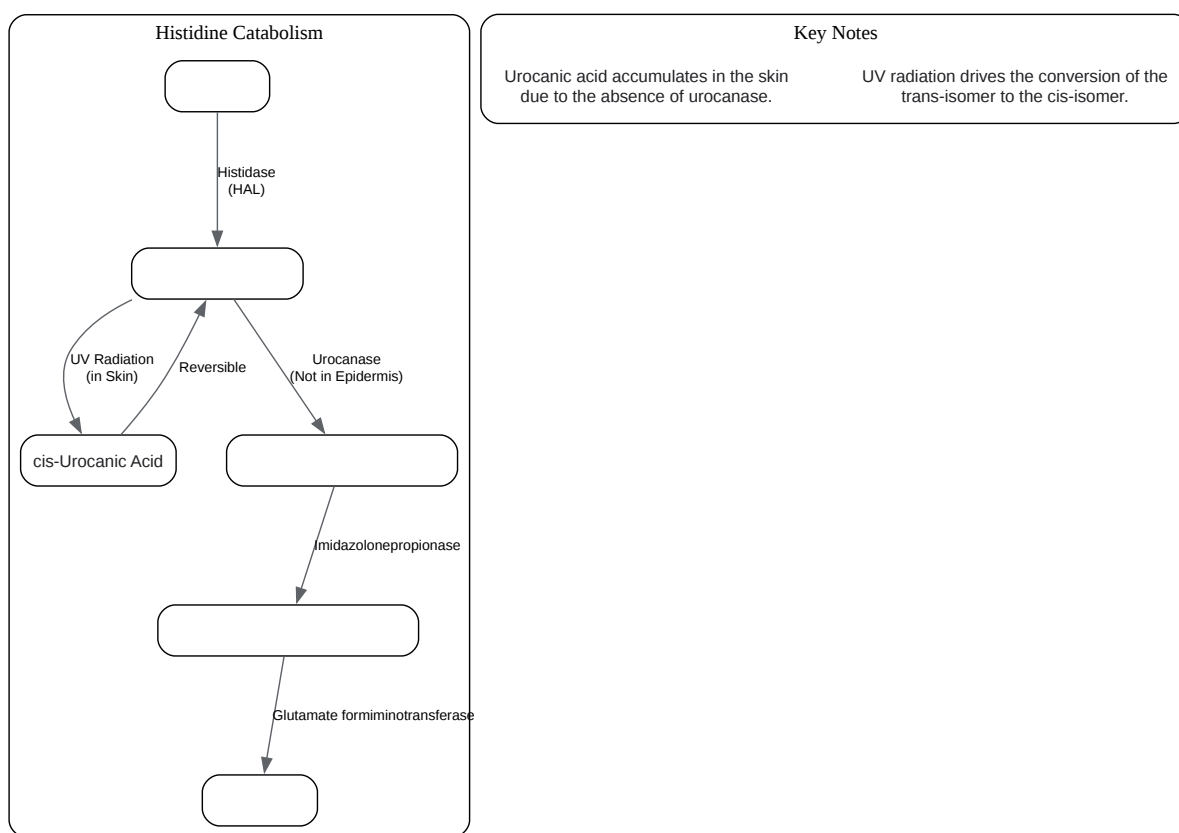 Histidine Catabolism
Histidase
(HAL)
UV Radiation
(in Skin)
Reversible
Urocanase
(Not in Epidermis)
cis-Urocanic Acid
Imidazolonepropionase
Glutamate formiminotransferase
Key Notes
Urocanic acid accumulates in the skin
due to the absence of urocanase.
UV radiation drives the conversion of the
trans-isomer to the cis-isomer.